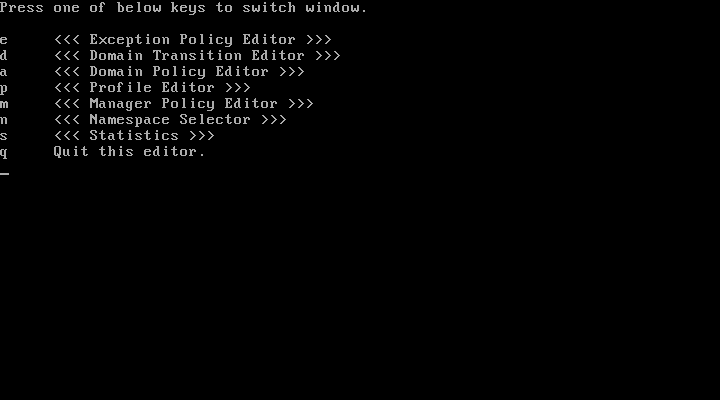 Press one of below keys to switch window.
e     <<< Exception Policy Editor >>>
d     <<< Domain Transition Editor >>>
a     <<< Domain Policy Editor >>>
p     <<< Profile Editor >>>
m     <<< Manager Policy Editor >>>
n     <<< Namespace Selector >>>
s     <<< Statistics >>>
q     Quit this editor.